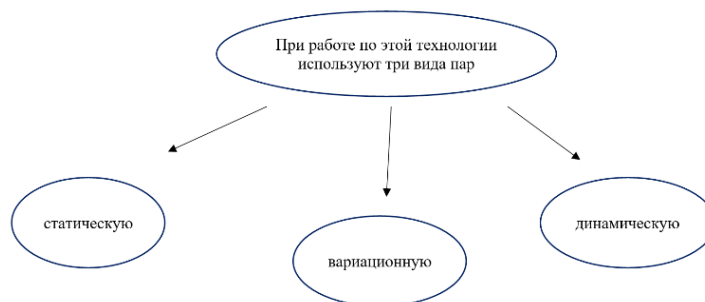 При работе по этой технологии
используют три вида пар
статическую
вариационную
динамическую